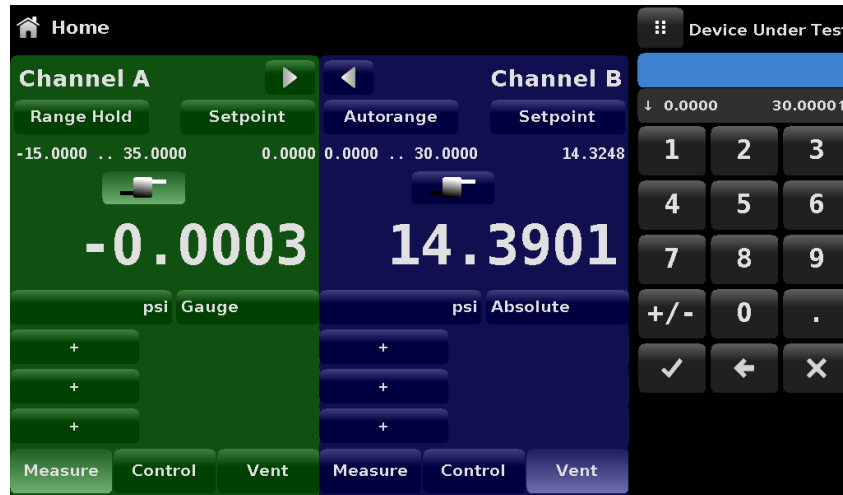 Home
Device Under Test
Channel A
Channel B
Range Hold Setpoint
Autorange Setpoint
-15.0000 .. 35.0000 0.0000
0.0000 .. 30.0000 14.3248
-0.0003
14.3901
psi Gauge
psi Absolute
+
+
+
+
+
+
Measure Control Vent
Measure Control Vent
↓ 0.0000 30.00001
1 2 3
4 5 6
7 8 9
+/- 0 .